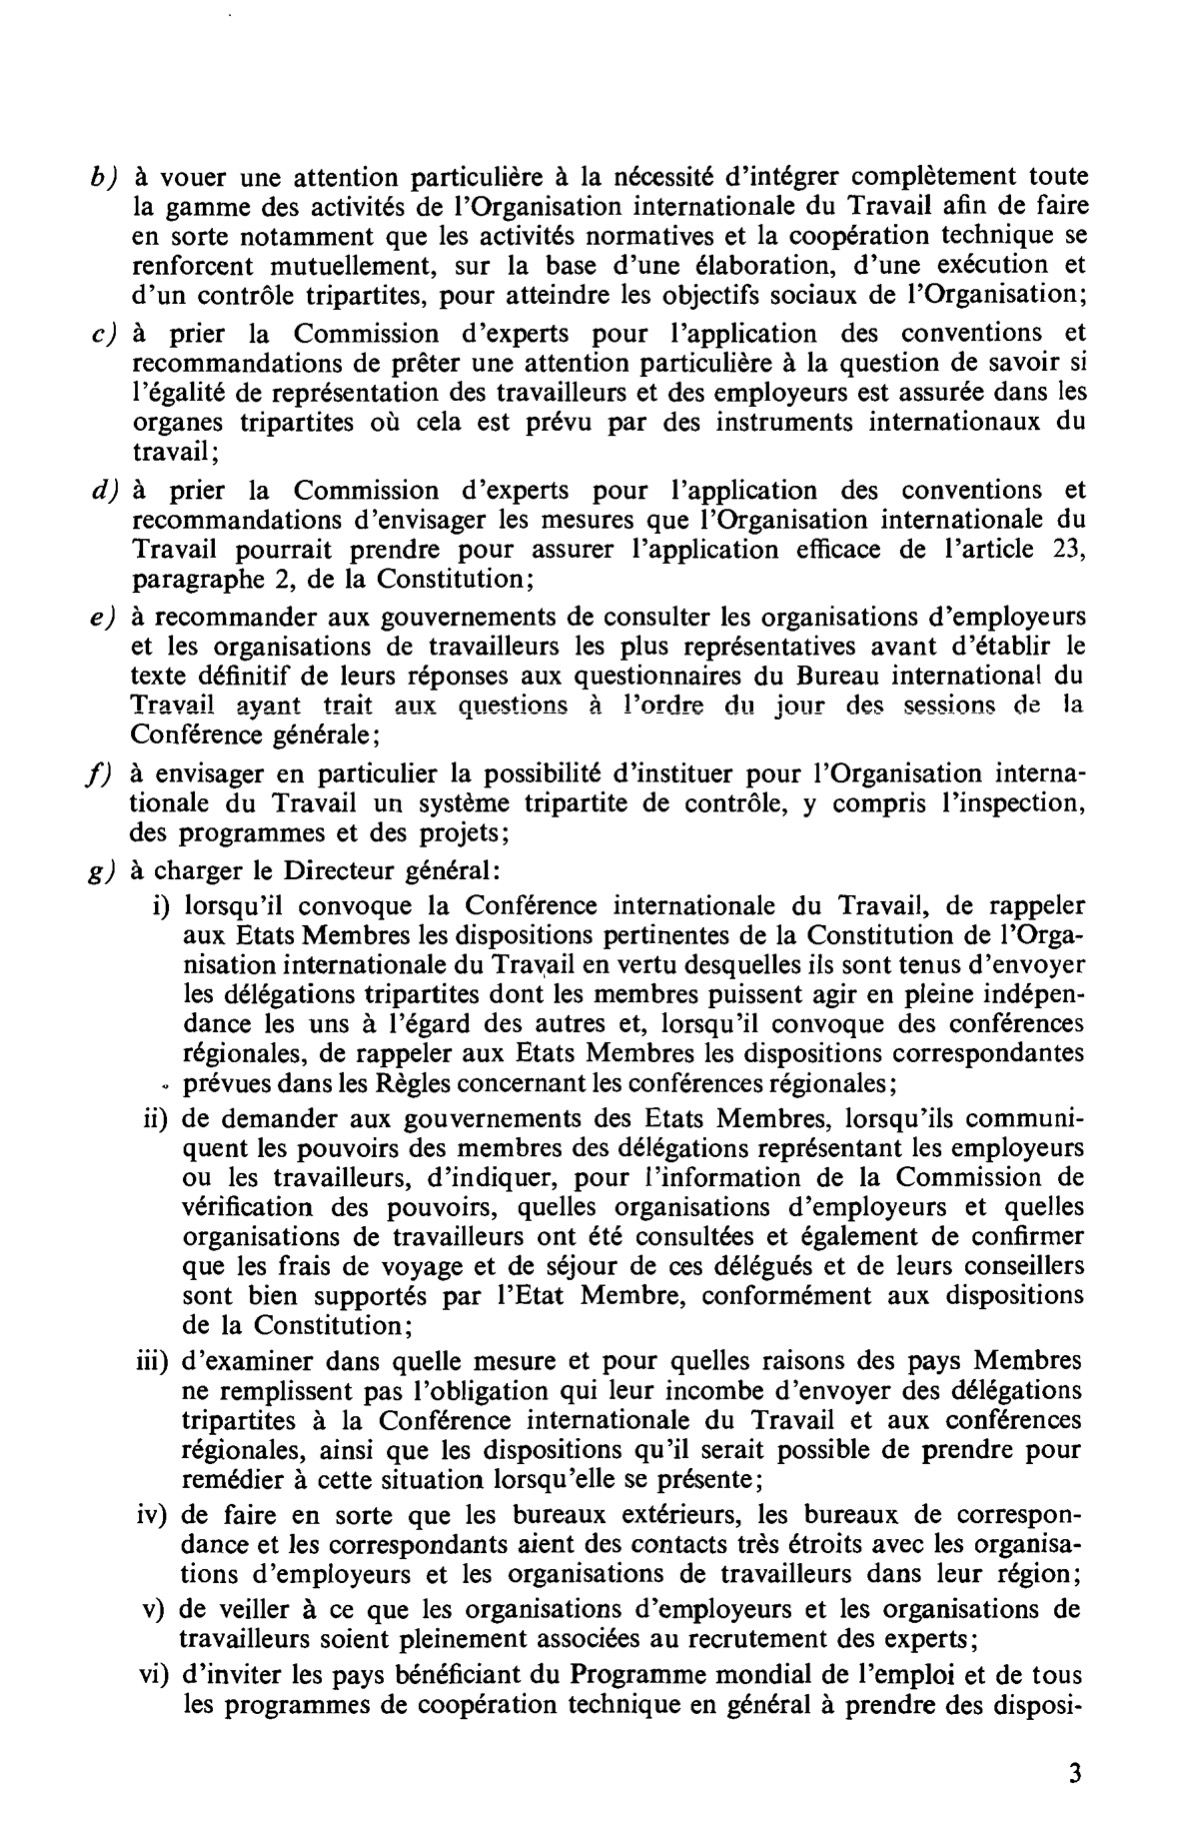 b) à vouer une attention particulière à la nécessité d'intégrer complètement toute
la gamme des activités de l'Organisation internationale du Travail afin de faire
en sorte notamment que les activités normatives et la coopération technique se
renforcent mutuellement, sur la base d'une élaboration, d'une exécution et
d'un contrôle tripartites, pour atteindre les objectifs sociaux de l'Organisation;
c) à prier la Commission d'experts pour l'application des conventions et
recommandations de prêter une attention particulière à la question de savoir si
l'égalité de représentation des travailleurs et des employeurs est assurée dans les
organes tripartites où cela est prévu par des instruments internationaux du
travail;
d) à prier la Commission d'experts pour l'application des conventions et
recommandations d'envisager les mesures que l'Organisation internationale du
Travail pourrait prendre pour assurer l'application efficace de l'article 23,
paragraphe 2, de la Constitution;
e) à recommander aux gouvernements de consulter les organisations d'employeurs
et les organisations de travailleurs les plus représentatives avant d'établir le
texte définitif de leurs réponses aux questionnaires du Bureau international du
Travail ayant trait aux questions à l'ordre du jour des sessions de la
Conférence générale;
f) à envisager en particulier la possibilité d'instituer pour l'Organisation interna-
tionale du Travail un système tripartite de contrôle, y compris l'inspection,
des programmes et des projets;
g) à charger le Directeur général:
i) lorsqu'il convoque la Conférence internationale du Travail, de rappeler
aux Etats Membres les dispositions pertinentes de la Constitution de l'Orga-
nisation internationale du Travail en vertu desquelles ils sont tenus d'envoyer
les délégations tripartites dont les membres puissent agir en pleine indépen-
dance les uns à l'égard des autres et, lorsqu'il convoque des conférences
régionales, de rappeler aux Etats Membres les dispositions correspondantes
prévues dans les Règles concernant les conférences régionales;
ii) de demander aux gouvernements des Etats Membres, lorsqu'ils communi-
quent les pouvoirs des membres des délégations représentant les employeurs
ou les travailleurs, d'indiquer, pour l'information de la Commission de
vérification des pouvoirs, quelles organisations d'employeurs et quelles
organisations de travailleurs ont été consultées et également de confirmer
que les frais de voyage et de séjour de ces délégués et de leurs conseillers
sont bien supportés par l'Etat Membre, conformément aux dispositions
de la Constitution;
iii) d'examiner dans quelle mesure et pour quelles raisons des pays Membres
ne remplissent pas l'obligation qui leur incombe d'envoyer des délégations
tripartites à la Conférence internationale du Travail et aux conférences
régionales, ainsi que les dispositions qu'il serait possible de prendre pour
remédier à cette situation lorsqu'elle se présente;
iv) de faire en sorte que les bureaux extérieurs, les bureaux de correspon-
dance et les correspondants aient des contacts très étroits avec les organisa-
tions d'employeurs et les organisations de travailleurs dans leur région;
v) de veiller à ce que les organisations d'employeurs et les organisations de
travailleurs soient pleinement associées au recrutement des experts;
vi) d'inviter les pays bénéficiant du Programme mondial de l'emploi et de tous
les programmes de coopération technique en général à prendre des disposi-
3